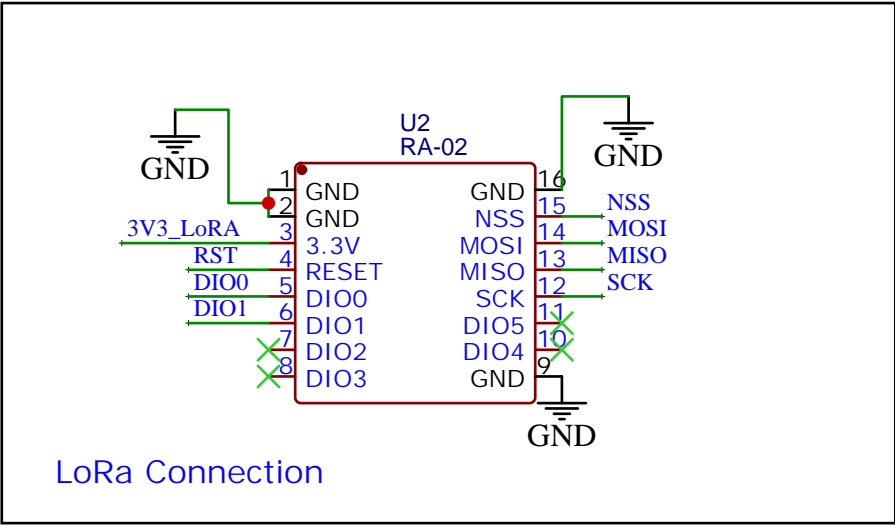 U2
RA-02
GND
GND
1
GND
2
GND
3V3_LoRA
3
3.3V
RST
4
RESET
DIO0
5
DIO0
DIO1
6
DIO1
7
DIO2
8
DIO3
GND
16
NSS
15
NSS
MOSI
14
MOSI
MISO
13
MISO
SCK
12
SCK
DIO5
11
DIO4
10
GND
9
GND
LoRa Connection